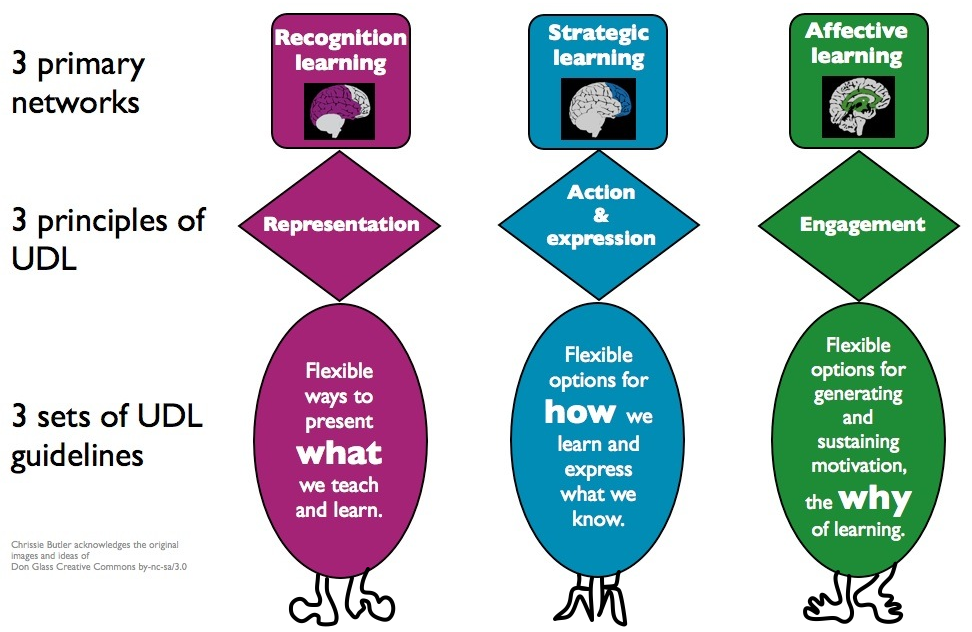 3 primary
networks
Recognition
learning
Strategic
learning
Affective
learning
3 principles of
UDL
Representation
Action
&
expression
Engagement
3 sets of UDL
guidelines
Flexible
ways to
present
what
we teach
and learn.
Flexible
options for
how we
learn and
express
what we
know.
Flexible
options for
generating
and
sustaining
motivation,
the why
of learning.
Chrissie Butler acknowledges the original
images and ideas of
Don Glass Creative Commons by-nc-sa/3.0